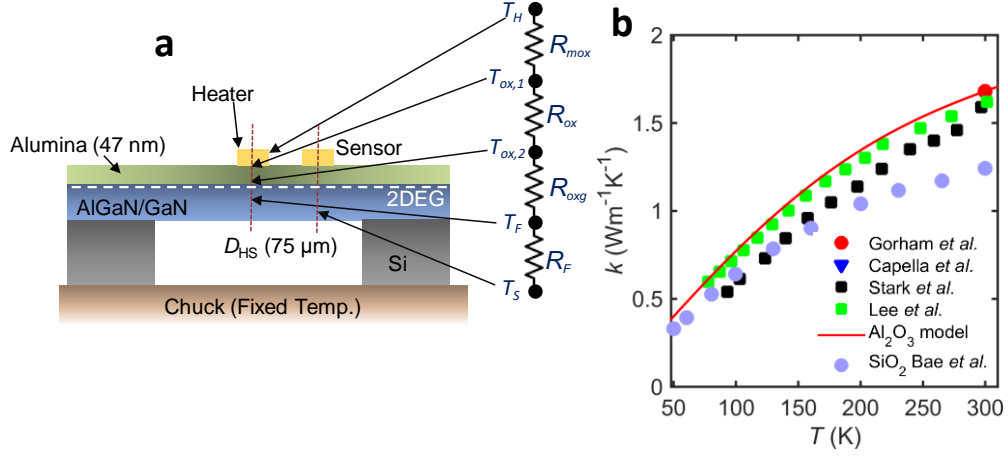 a
Heater
Alumina (47 nm)
Sensor
2DEG
AlGaN/GaN
D_HS (75 μm)
Si
Chuck (Fixed Temp.)
T_H
R_mox
T_ox,1
R_ox
T_ox,2
R_oxg
T_F
R_F
T_S
b
2
1.5
1
0.5
0
k (Wm⁻¹K⁻¹)
50 100 150 200 250 300
T (K)
Gorham et al.
Capella et al.
Stark et al.
Lee et al.
Al₂O₃ model
SiO₂ Bae et al.